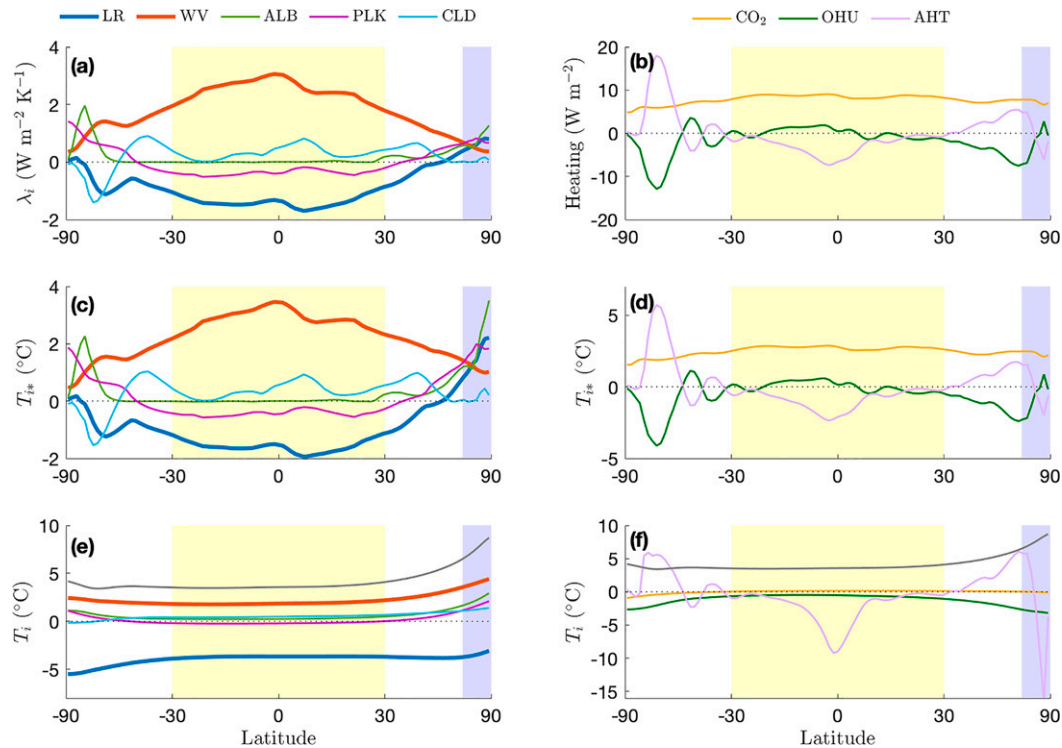 LR WV ALB PLK CLD
CO₂ OHU AHT
(a)
4
2
0
-2
λᵢ (W m⁻² K⁻¹)
-90 -30 0 30 90
(b)
20
10
0
-10
-20
Heating (W m⁻²)
-90 -30 0 30 90
(c)
4
2
0
-2
Tᵢ* (°C)
-90 -30 0 30 90
(d)
5
0
-5
Tᵢ* (°C)
-90 -30 0 30 90
(e)
10
5
0
-5
Tᵢ (°C)
-90 -30 0 30 90
Latitude
(f)
10
5
0
-5
-10
-15
Tᵢ (°C)
-90 -30 0 30 90
Latitude